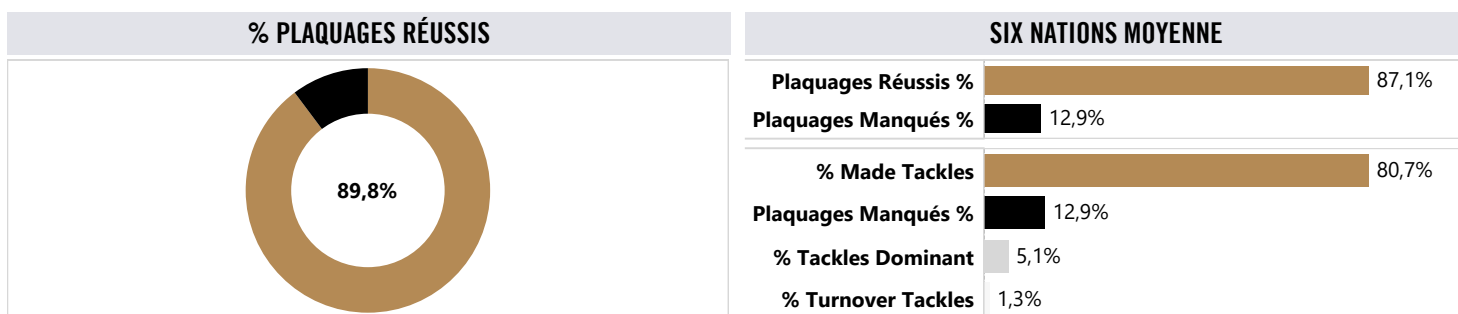 % PLAQUAGES RÉUSSIS
89,8%
SIX NATIONS MOYENNE
Plaquages Réussis % 87,1%
Plaquages Manqués % 12,9%
% Made Tackles 80,7%
Plaquages Manqués % 12,9%
% Tackles Dominant 5,1%
% Turnover Tackles 1,3%